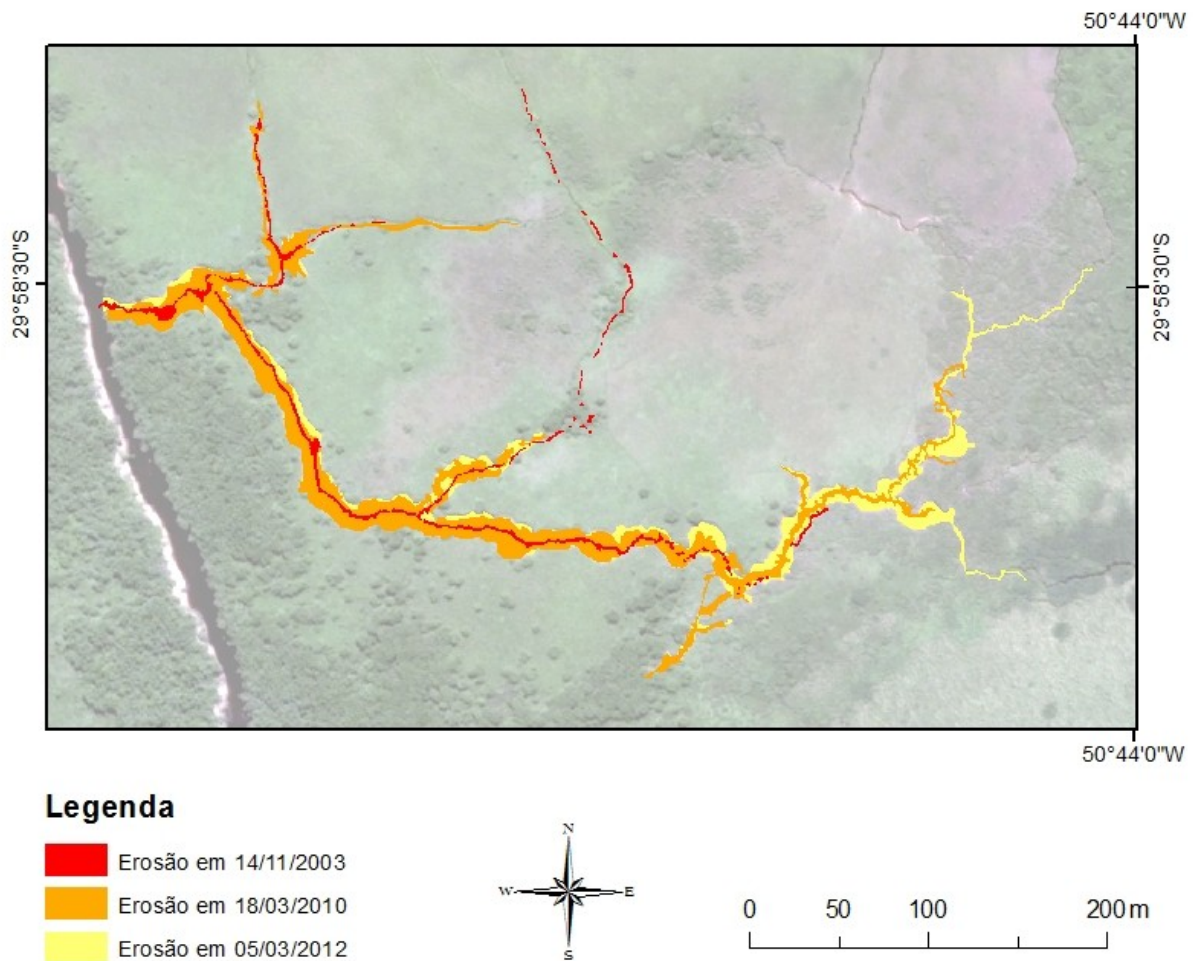 50°44'0"W
29°58'30"S
29°58'30"S
50°44'0"W
Legenda
Erosão em 14/11/2003
Erosão em 18/03/2010
Erosão em 05/03/2012
N
W
E
S
0 50 100 200 m